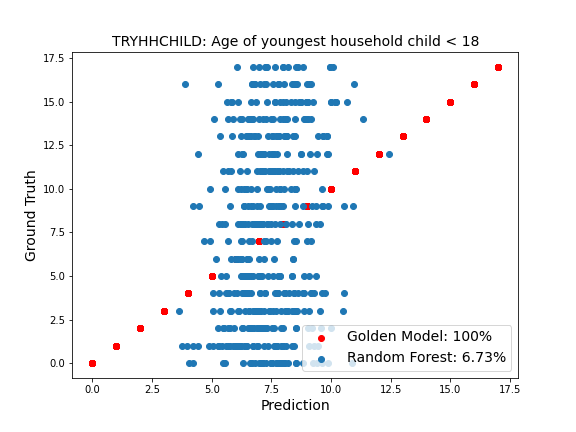 TRYHHCHILD: Age of youngest household child < 18
17.5
15.0
12.5
10.0
7.5
5.0
2.5
0.0
Ground Truth
Golden Model: 100%
Random Forest: 6.73%
0.0 2.5 5.0 7.5 10.0 12.5 15.0 17.5
Prediction